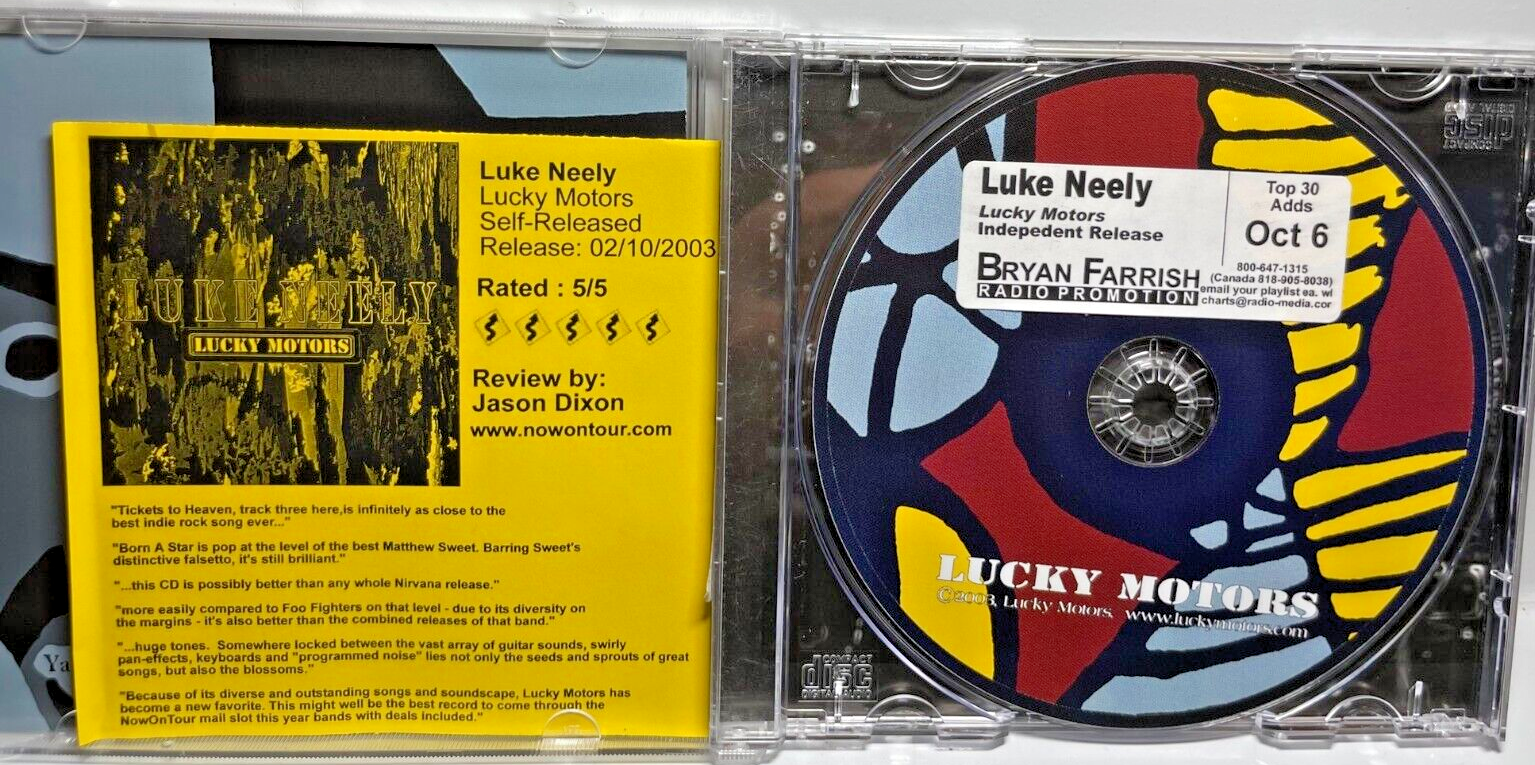 LUKE NEELY
LUCKY MOTORS
Luke Neely
Lucky Motors
Self-Released
Release: 02/10/2003
Rated : 5/5
Review by:
Jason Dixon
www.nowontour.com
"Tickets to Heaven, track three here,is infinitely as close to the
best indie rock song ever..."
"Born A Star is pop at the level of the best Matthew Sweet. Barring Sweet's
distinctive falsetto, it's still brilliant."
"...this CD is possibly better than any whole Nirvana release."
"more easily compared to Foo Fighters on that level - due to its diversity on
the margins - it's also better than the combined releases of that band."
"...huge tones.  Somewhere locked between the vast array of guitar sounds, swirly
pan-effects, keyboards and "programmed noise" lies not only the seeds and sprouts of great
songs, but also the blossoms."
"Because of its diverse and outstanding songs and soundscape, Lucky Motors has
become a new favorite. This might well be the best record to come through the
NowOnTour mail slot this year bands with deals included."
Ya
Luke Neely
Lucky Motors
Indepedent Release
BRYAN FARRISH
RADIO PROMOTION
Top 30
Adds
Oct 6
800-647-1315
(Canada 818-905-8038)
email your playlist ea. wl
charts@radio-media.cor
LUCKY MOTORS
© 2003, Lucky Motors, www.luckymotors.com
COMPACT
disc
DIGITAL AUDIO
COMPACT
disc
DIGITAL AUDIO